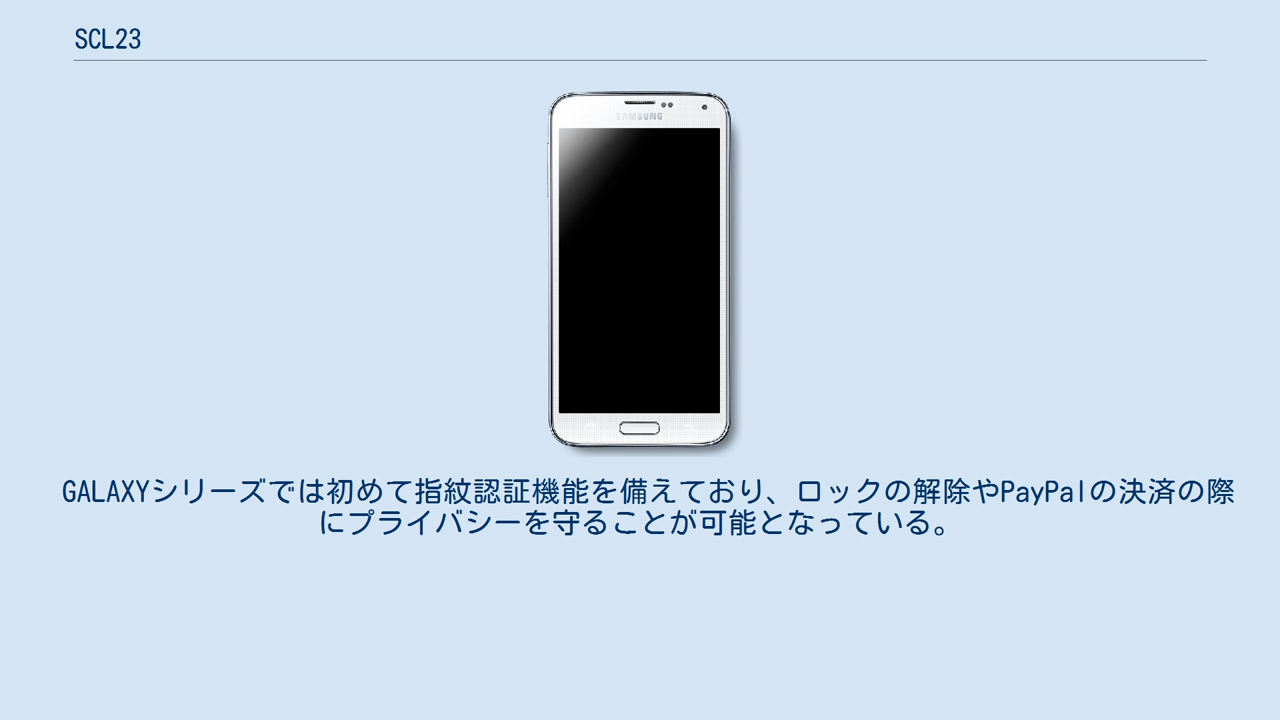 SCL23
SAMSUNG
GALAXYシリーズでは初めて指紋認証機能を備えており、ロックの解除やPayPalの決済の際
にプライバシーを守ることが可能となっている。